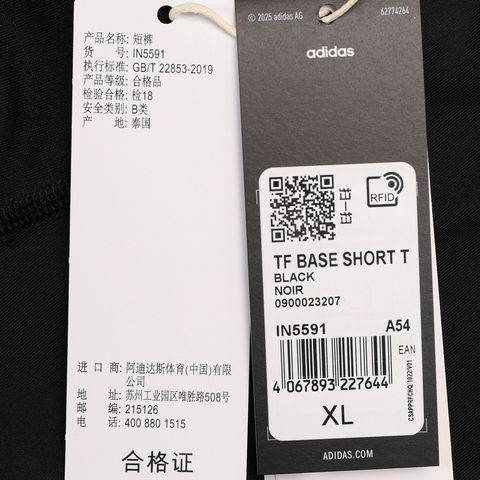 产品名称: 短裤
货 号: IN5591
执行标准: GB/T 22853-2019
产品等级: 合格品
检验合格: 检18
安全类别: B类
产 地: 泰国
进 口 商: 阿迪达斯体育(中国)有限
公司
地 址: 苏州工业园区唯胜路508号
邮 编: 215126
电 话: 400 880 1515
合格证
© 2025 adidas AG
62774264
adidas
RFID
TF BASE SHORT T
BLACK
NOIR
0900023207
IN5591
A54
EAN
4 067893 227644
CSAPPRFCHQ/1022/V01
XL
ADIDAS.COM